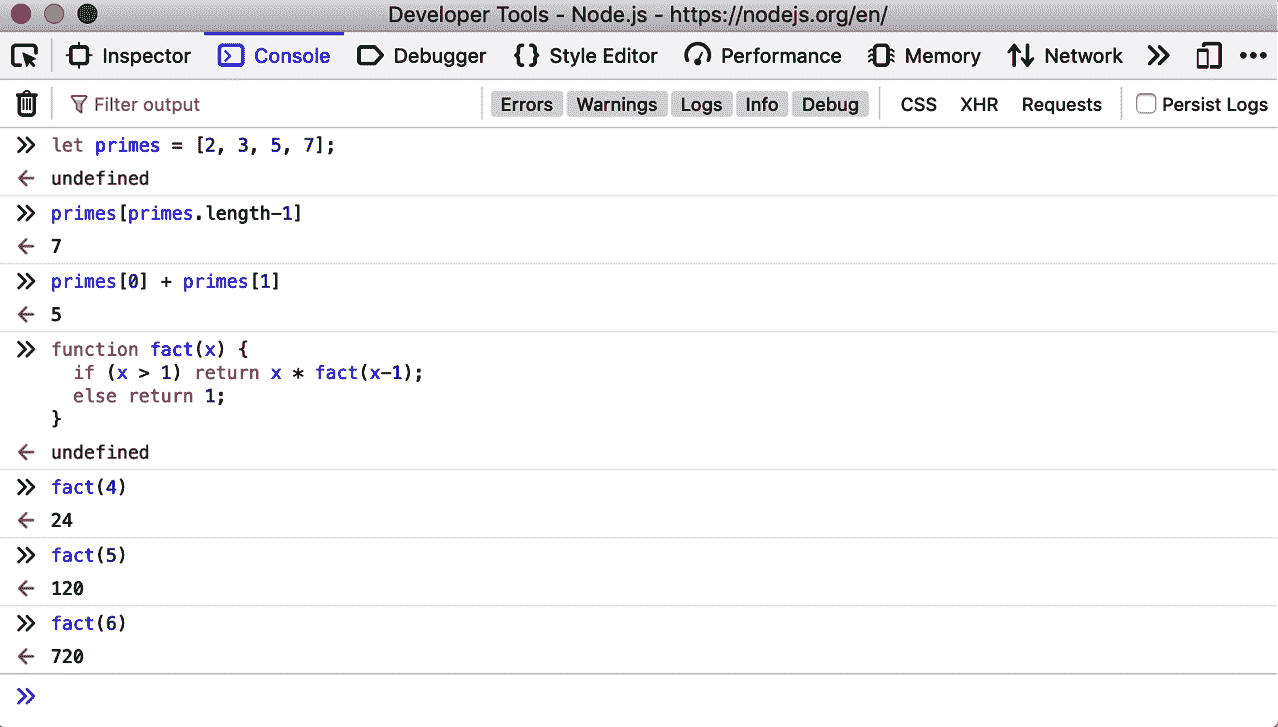 Developer Tools - Node.js - https://nodejs.org/en/
Inspector Console Debugger {} Style Editor Performance Memory Network
Filter output Errors Warnings Logs Info Debug CSS XHR Requests Persist Logs
let primes = [2, 3, 5, 7];
undefined
primes[primes.length-1]
7
primes[0] + primes[1]
5
function fact(x) {
  if (x > 1) return x * fact(x-1);
  else return 1;
}
undefined
fact(4)
24
fact(5)
120
fact(6)
720